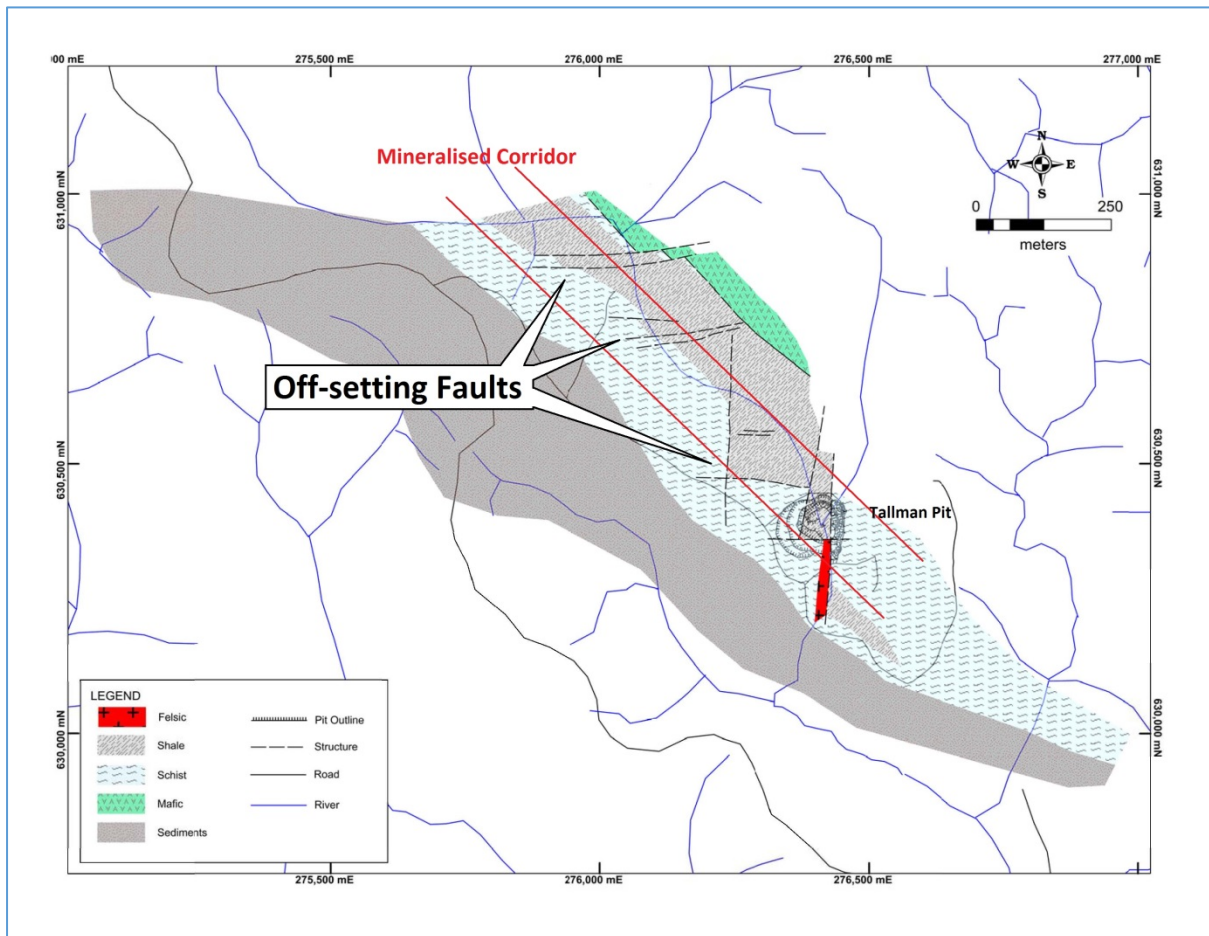 00 mE
275,500 mE
276,000 mE
276,500 mE
277,000 mE
Mineralised Corridor
N
W E
S
631,000 mN
631,000 mN
0 250
meters
Off-setting Faults
630,500 mN
630,500 mN
Tallman Pit
LEGEND
Felsic
Shale
Schist
Mafic
Sediments
Pit Outline
Structure
Road
River
630,000 mN
630,000 mN
275,500 mE
276,000 mE
276,500 mE